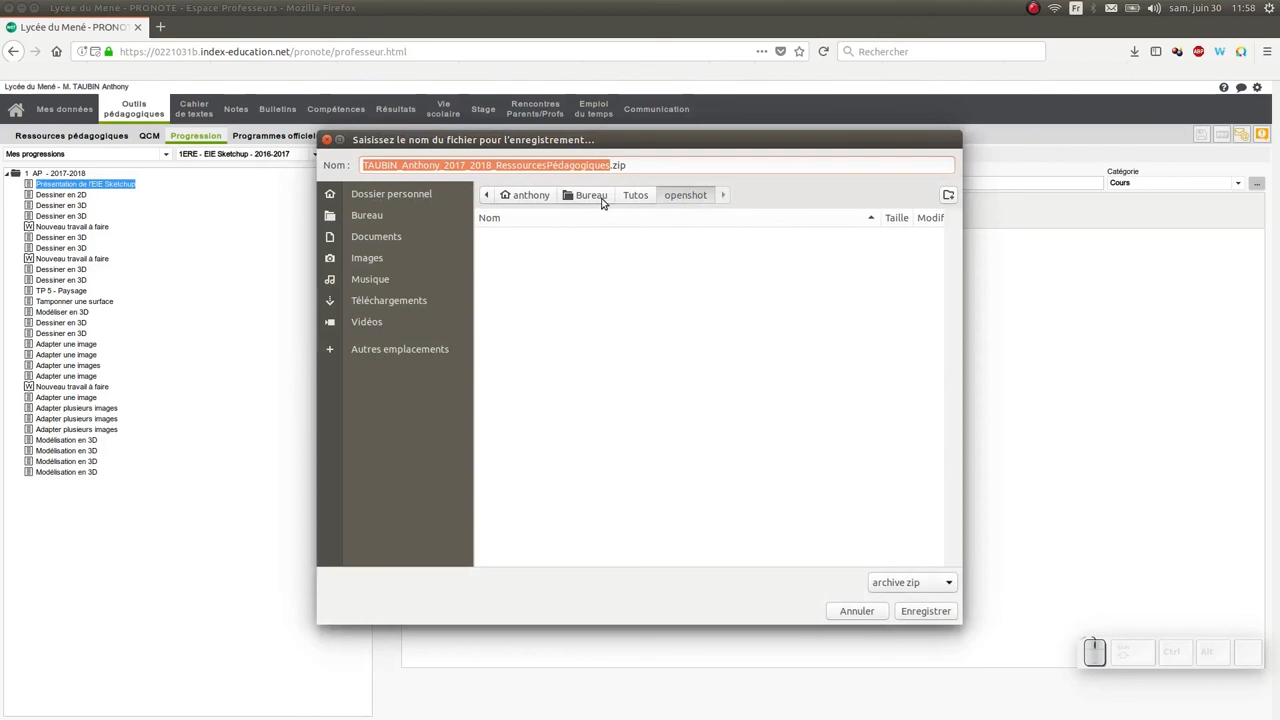 Lycée du Mené - PRONOTE - Espace Professeurs - Mozilla Firefox
Fr
sam. juin 30
11:58
Lycée du Mené - PRONOT
https://0221031b.index-education.net/pronote/professeur.html
Rechercher
ABP
W
Lycée du Mené - M. TAUBIN Anthony
Mes données
Outils pédagogiques
Cahier de textes
Notes
Bulletins
Compétences
Résultats
Vie scolaire
Stage
Rencontres Parents/Profs
Emploi du temps
Communication
Ressources pédagogiques
QCM
Progression
Programmes officiel
Mes progressions
1ERE - EIE Sketchup - 2016-2017
Catégorie
Cours
...
1 AP - 2017-2018
Présentation de l'EIE Sketchup
Dessiner en 2D
Dessiner en 3D
Dessiner en 3D
W Nouveau travail à faire
Dessiner en 3D
Dessiner en 3D
W Nouveau travail à faire
Dessiner en 3D
Dessiner en 3D
TP 5 - Paysage
Tamponner une surface
Modéliser en 3D
Dessiner en 3D
Dessiner en 3D
Adapter une image
Adapter une image
Adapter une images
Adapter une image
W Nouveau travail à faire
Adapter une image
Adapter plusieurs images
Adapter plusieurs images
Adapter plusieurs images
Modélisation en 3D
Modélisation en 3D
Modélisation en 3D
Modélisation en 3D
Saisissez le nom du fichier pour l'enregistrement…
Nom : TAUBIN_Anthony_2017_2018_RessourcesPédagogiques.zip
Dossier personnel
Bureau
Documents
Images
Musique
Téléchargements
Vidéos
Autres emplacements
anthony
Bureau
Tutos
openshot
Nom
Taille
Modif
archive zip
Annuler
Enregistrer
Ctrl
Alt